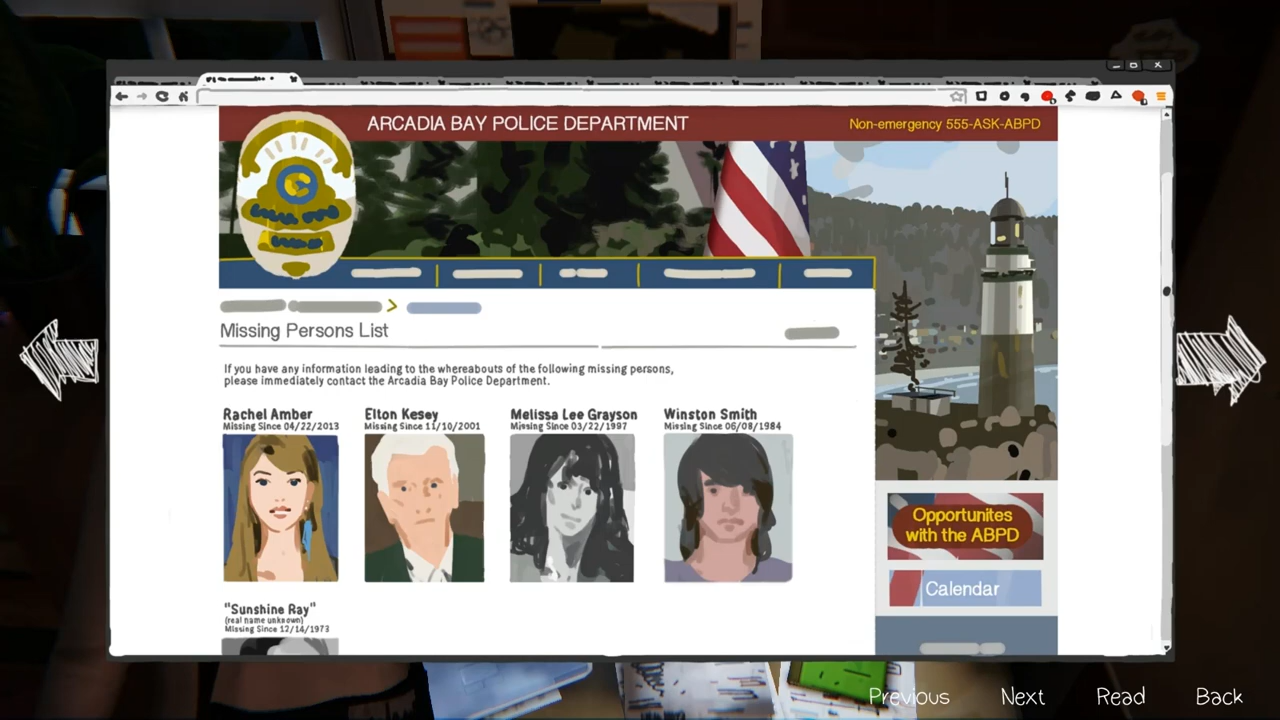 ARCADIA BAY POLICE DEPARTMENT
Non-emergency 555-ASK-ABPD
Missing Persons List
If you have any information leading to the whereabouts of the following missing persons,
please immediately contact the Arcadia Bay Police Department.
Rachel Amber
Missing Since 04/22/2013
Elton Kesey
Missing Since 11/10/2001
Melissa Lee Grayson
Missing Since 03/22/1997
Winston Smith
Missing Since 06/08/1984
"Sunshine Ray"
(real name unknown)
Missing Since 12/14/1973
Opportunites
with the ABPD
Calendar
Previous
Next
Read
Back